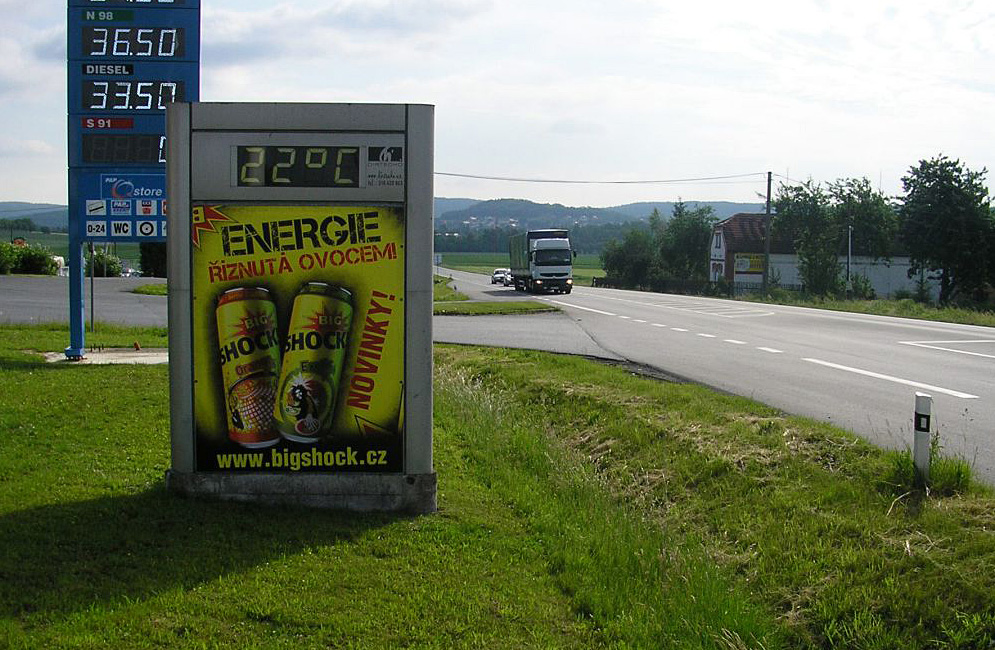 N 98
36.50
DIESEL
33.50
S 91
PAP
store
0-24 WC
22°C
ENERGIE
ŘÍZNUTÁ OVOCEM!
BIG
SHOCK
BIG
SHOCK
NOVINKY!
www.bigshock.cz